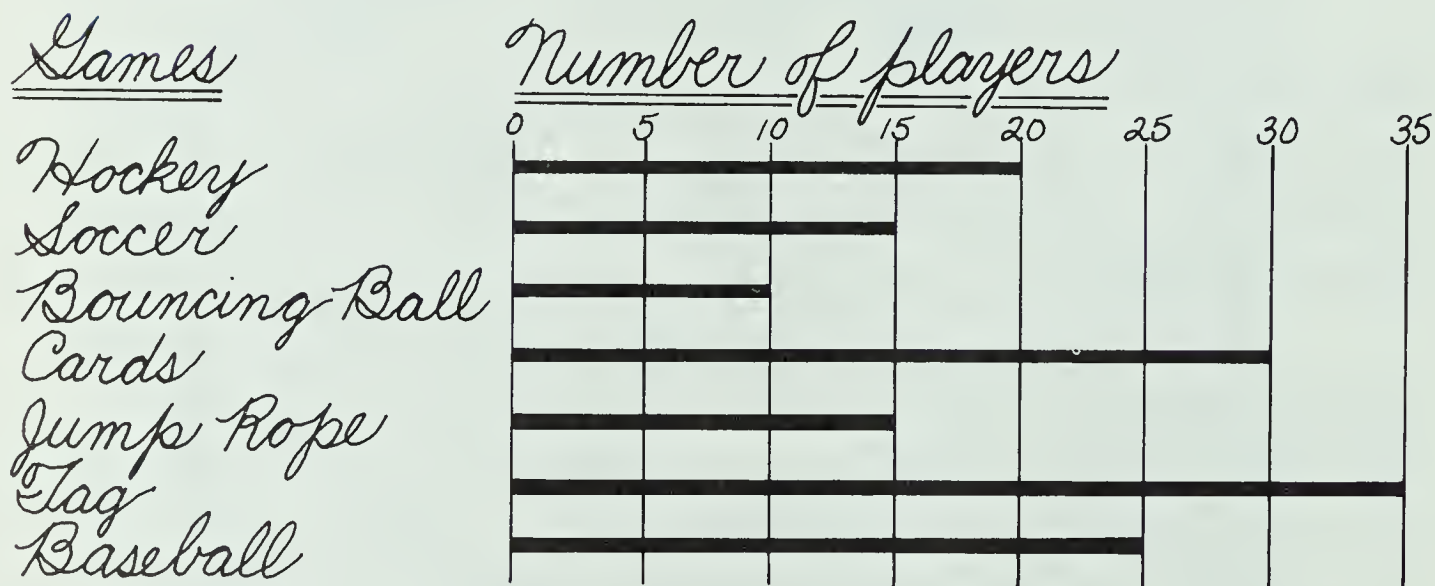 Games Number of players
0 5 10 15 20 25 30 35
Hockey
Soccer
Bouncing Ball
Cards
Jump Rope
Tag
Baseball